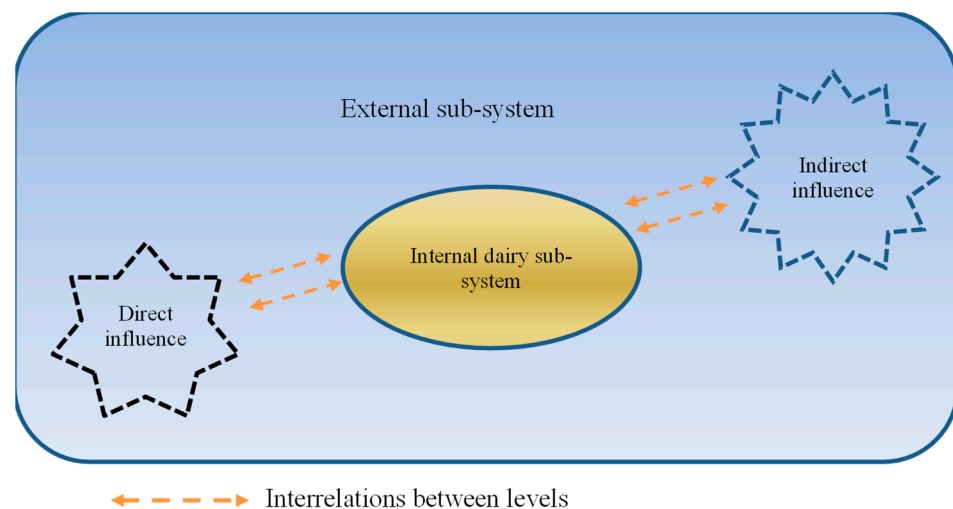 External sub-system
Indirect
influence
Internal dairy sub-
system
Direct
influence
Interrelations between levels